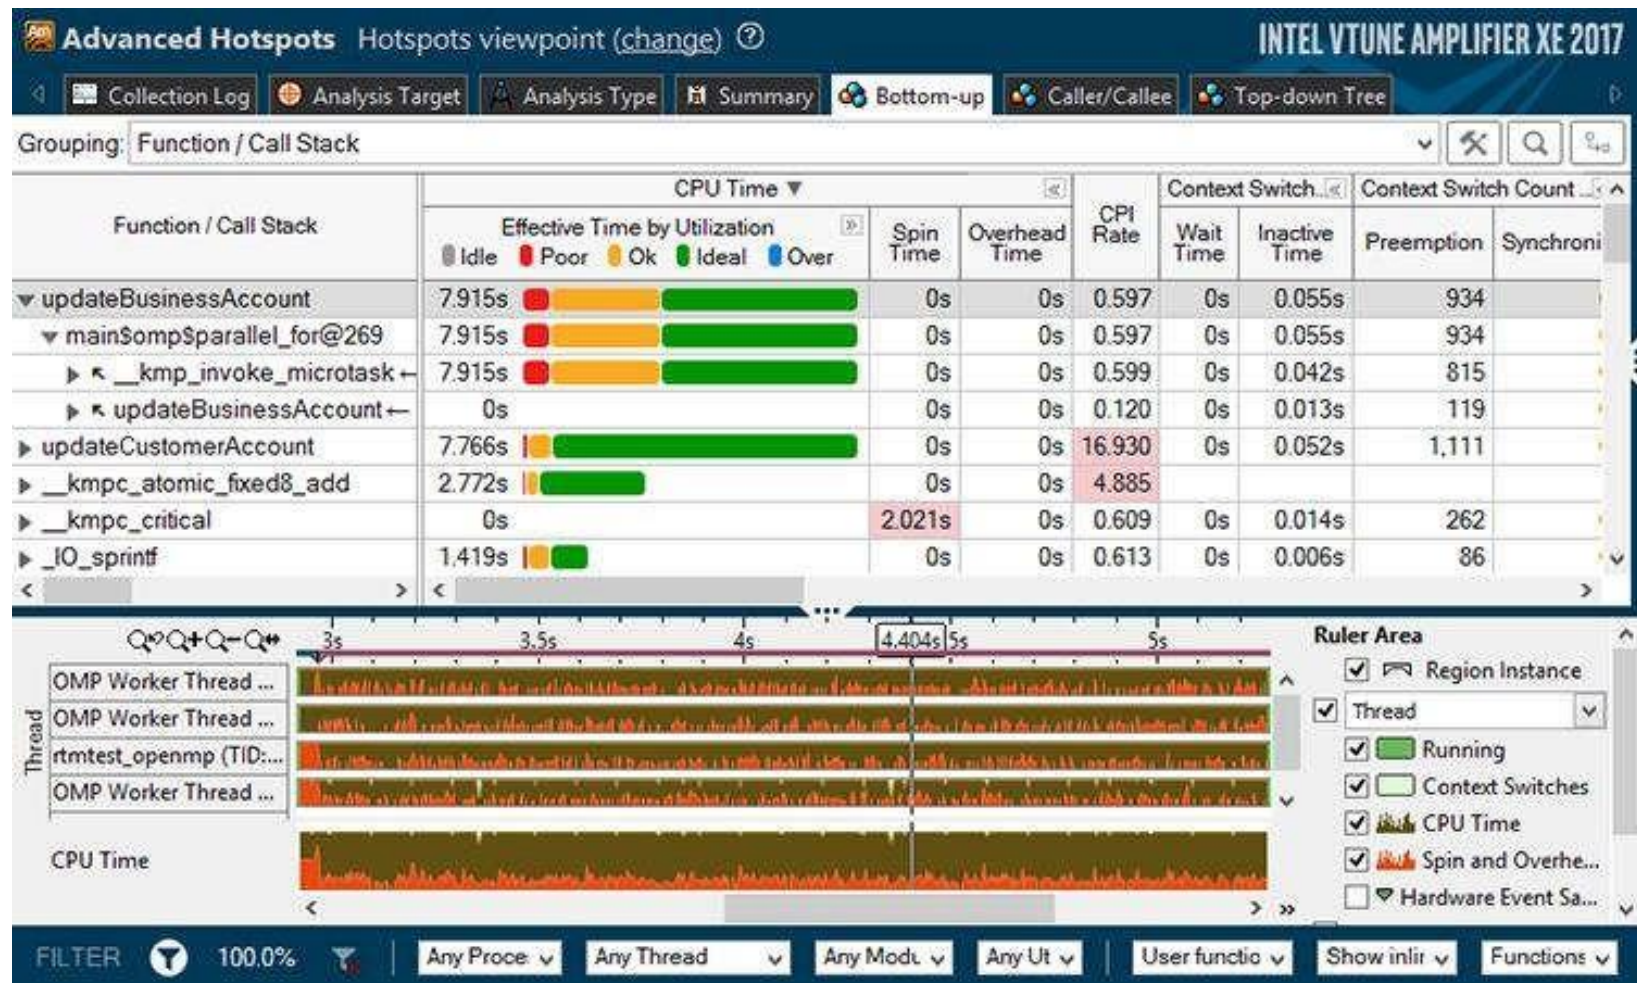 Advanced Hotspots Hotspots viewpoint (change) ? INTEL VTUNE AMPLIFIER XE 2017
Collection Log Analysis Target Analysis Type Summary Bottom-up Caller/Callee Top-down Tree
Grouping: Function / Call Stack
Function / Call Stack
CPU Time ▼
Effective Time by Utilization
Idle Poor Ok Ideal Over
Spin Time
Overhead Time
CPI Rate
Context Switch...
Wait Time
Inactive Time
Context Switch Count ...
Preemption
Synchroni
updateBusinessAccount 7.915s 0s 0s 0.597 0s 0.055s 934
main$omp$parallel_for@269 7.915s 0s 0s 0.597 0s 0.055s 934
__kmp_invoke_microtask ← 7.915s 0s 0s 0.599 0s 0.042s 815
updateBusinessAccount ← 0s 0s 0s 0.120 0s 0.013s 119
updateCustomerAccount 7.766s 0s 0s 16.930 0s 0.052s 1,111
__kmpc_atomic_fixed8_add 2.772s 0s 0s 4.885
__kmpc_critical 0s 2.021s 0s 0.609 0s 0.014s 262
_IO_sprintf 1.419s 0s 0s 0.613 0s 0.006s 86
3s 3.5s 4s 4.404s 5s 5s
Thread
OMP Worker Thread ...
OMP Worker Thread ...
rtmtest_openmp (TID:...
OMP Worker Thread ...
CPU Time
Ruler Area
Region Instance
Thread
Running
Context Switches
CPU Time
Spin and Overhe...
Hardware Event Sa...
FILTER 100.0% Any Proce Any Thread Any Modu Any Ut User functio Show inlir Functions